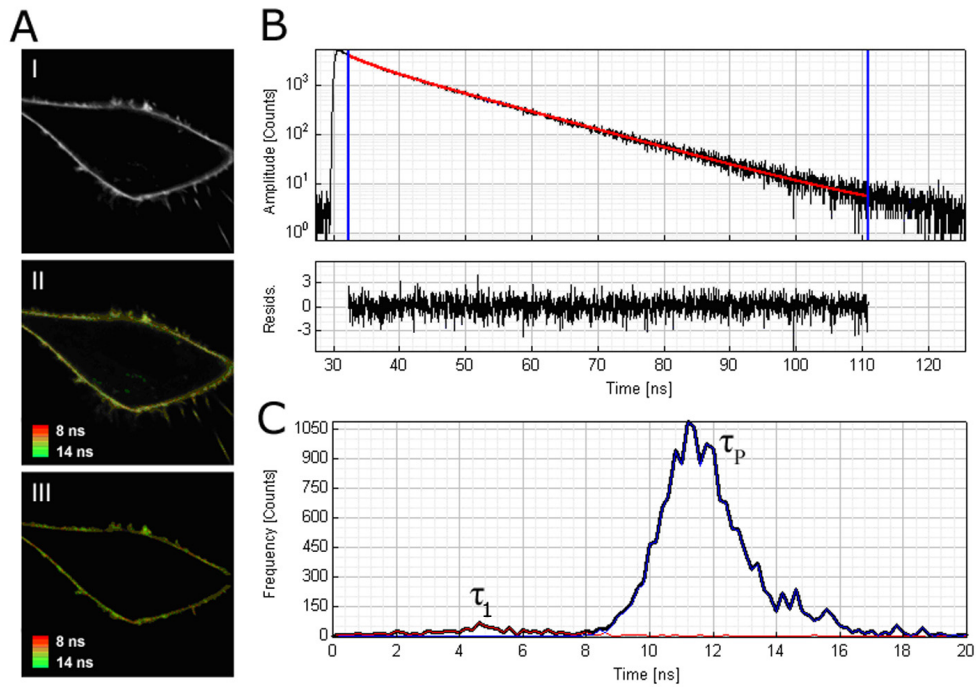 A
I
II
8 ns
14 ns
III
8 ns
14 ns
B
Amplitude [Counts]
10³
10²
10¹
10⁰
Resids.
3
0
-3
30 40 50 60 70 80 90 100 110 120
Time [ns]
C
Frequency [Counts]
1050
900
750
600
450
300
150
0
τ₁
τP
0 2 4 6 8 10 12 14 16 18 20
Time [ns]